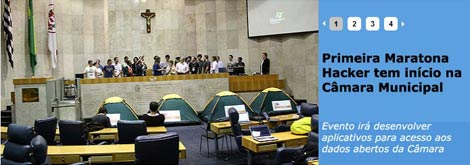 1 2 3 4
Primeira Maratona
Hacker tem início na
Câmara Municipal
Evento irá desenvolver
aplicativos para acesso aos
dados abertos da Câmara